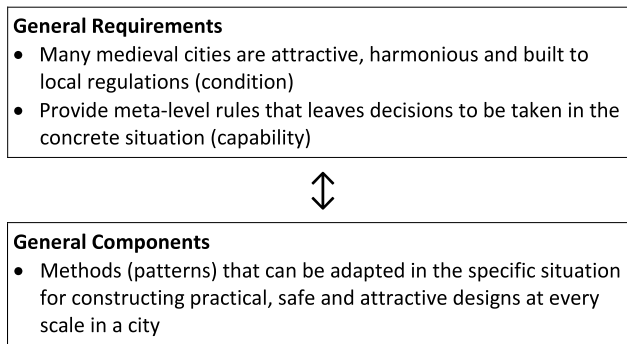 General Requirements
• Many medieval cities are attractive, harmonious and built to
local regulations (condition)
• Provide meta-level rules that leaves decisions to be taken in the
concrete situation (capability)
General Components
• Methods (patterns) that can be adapted in the specific situation
for constructing practical, safe and attractive designs at every
scale in a city